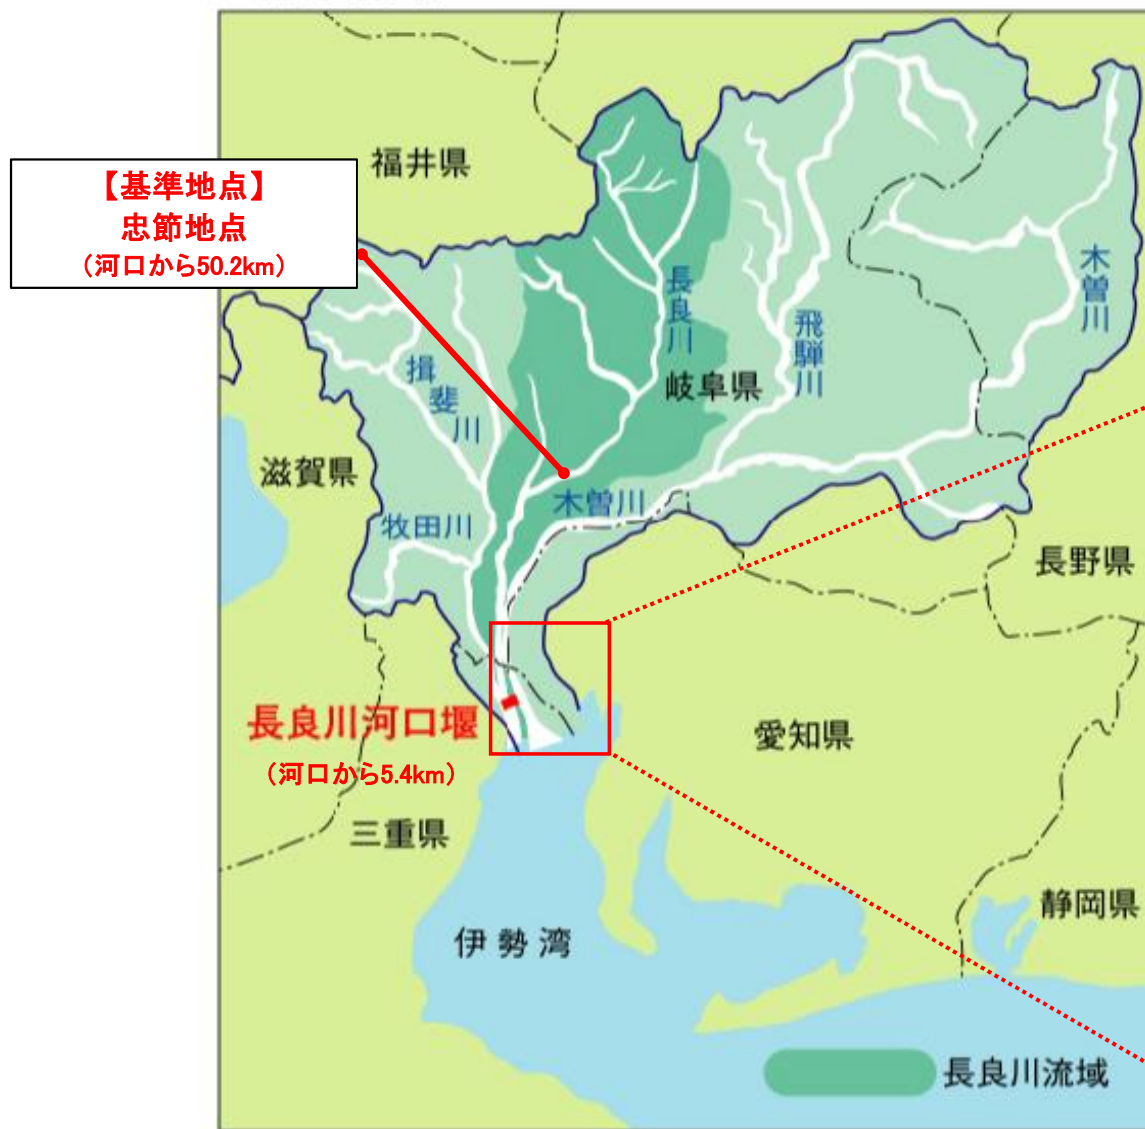 福井県
【基準地点】
忠節地点
（河口から50.2km）
長良川
木曽川
飛騨川
揖斐川
岐阜県
滋賀県
木曽川
牧田川
長野県
長良川河口堰
（河口から5.4km）
愛知県
三重県
静岡県
伊勢湾
長良川流域